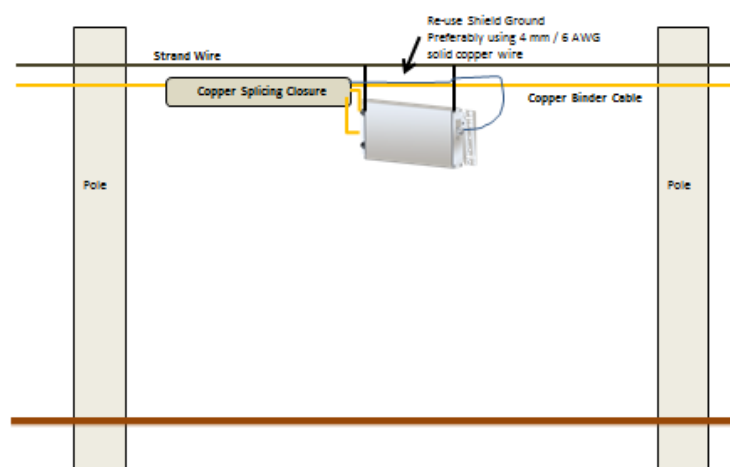 Re-use Shield Ground
Preferably using 4 mm / 6 AWG
solid copper wire
Strand Wire
Copper Splicing Closure
Copper Binder Cable
Pole
Pole